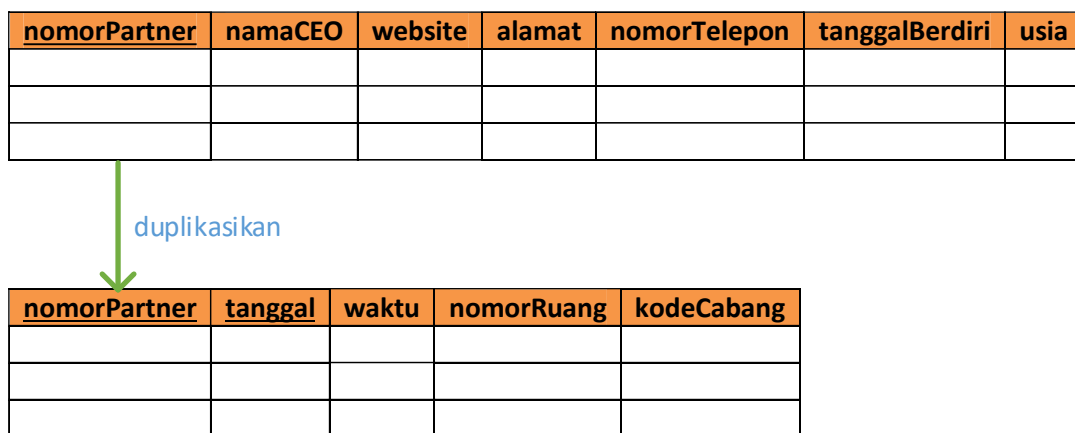 nomorPartner namaCEO website alamat nomorTelepon tanggalBerdiri usia
duplikasikan
nomorPartner tanggal waktu nomorRuang kodeCabang